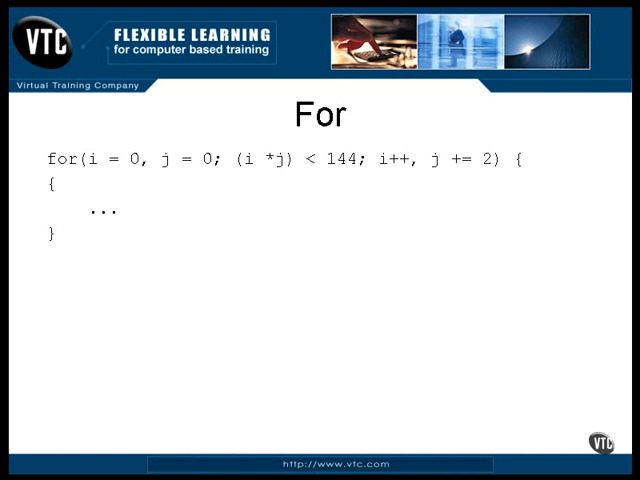 VTC
FLEXIBLE LEARNING
for computer based training
Virtual Training Company
For
for(i = 0, j = 0; (i *j) < 144; i++, j += 2) {
{
...
}
VTC
http://www.vtc.com